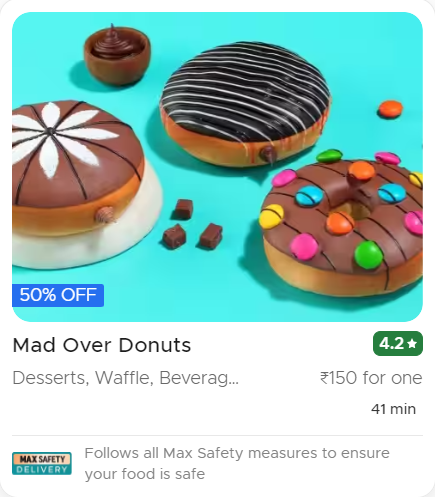 50% OFF
Mad Over Donuts
4.2★
Desserts, Waffle, Beverag...
₹150 for one
41 min
MAX SAFETY
DELIVERY
Follows all Max Safety measures to ensure
your food is safe